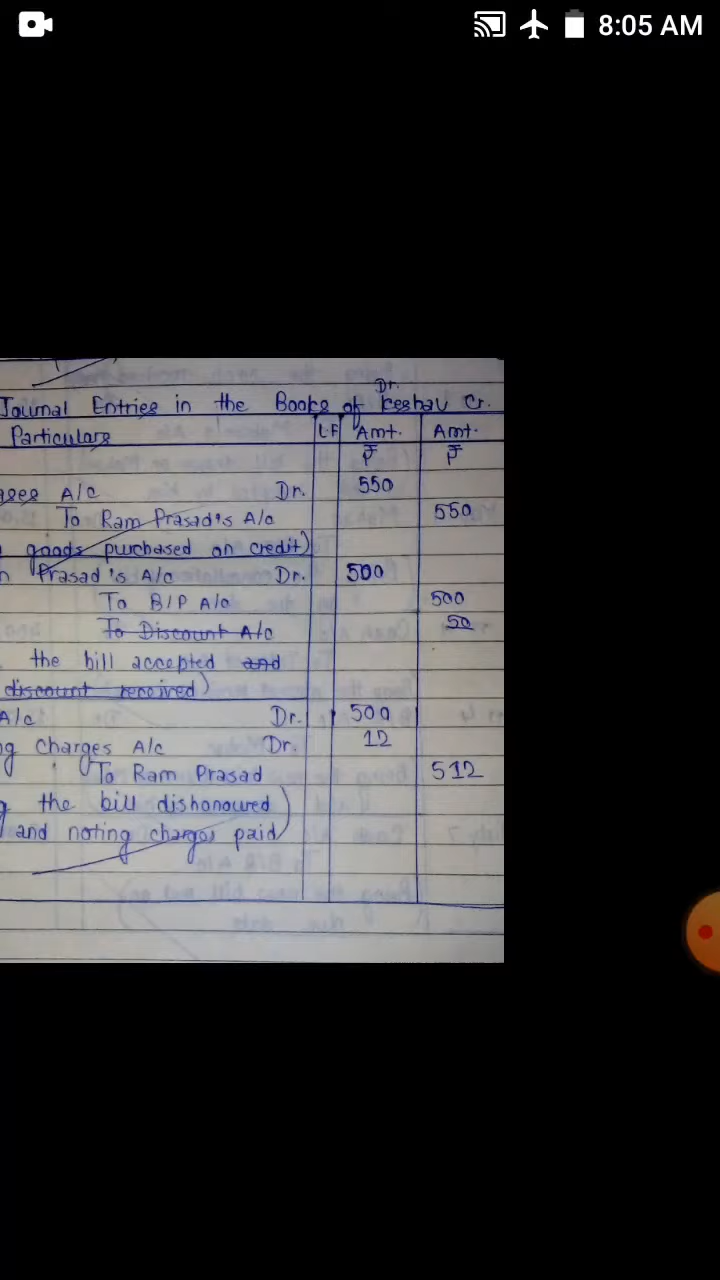 8:05 AM
Dr.
Journal Entries in the Books of Keshav Cr.
Particulars L.F Amt. Amt.
₹ ₹
ases A/c Dr. 550
To Ram Prasad's A/c 550
goods purchased on credit)
Prasad's A/c Dr. 500
To B/P A/c 500
To Discount A/c 50
the bill accepted and
discount received)
A/c Dr. 500
ng charges A/c Dr. 12
To Ram Prasad 512
the bill dishonoured
and noting charges paid)